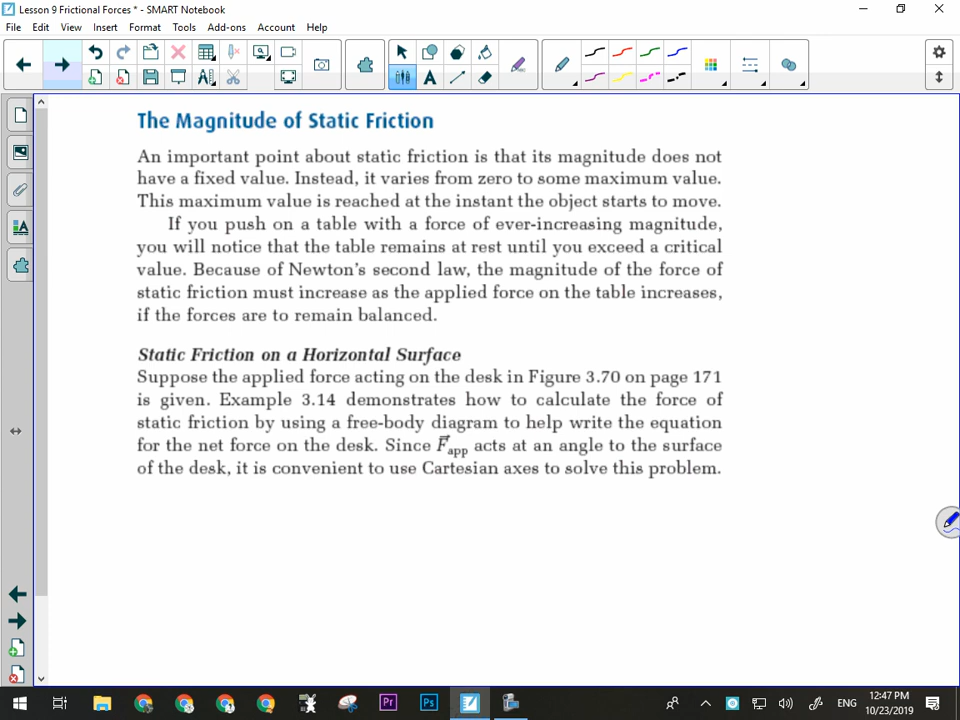 Lesson 9 Frictional Forces * - SMART Notebook
File Edit View Insert Format Tools Add-ons Account Help
The Magnitude of Static Friction
An important point about static friction is that its magnitude does not
have a fixed value. Instead, it varies from zero to some maximum value.
This maximum value is reached at the instant the object starts to move.
If you push on a table with a force of ever-increasing magnitude,
you will notice that the table remains at rest until you exceed a critical
value. Because of Newton's second law, the magnitude of the force of
static friction must increase as the applied force on the table increases,
if the forces are to remain balanced.
Static Friction on a Horizontal Surface
Suppose the applied force acting on the desk in Figure 3.70 on page 171
is given. Example 3.14 demonstrates how to calculate the force of
static friction by using a free-body diagram to help write the equation
for the net force on the desk. Since F⃗app acts at an angle to the surface
of the desk, it is convenient to use Cartesian axes to solve this problem.
Pr
Ps
ENG
12:47 PM
10/23/2019